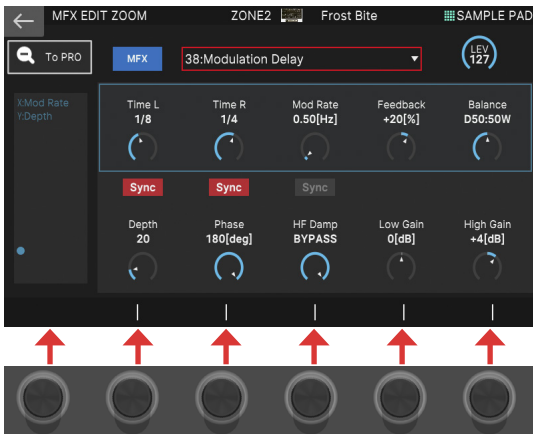 MFX EDIT ZOOM ZONE2 Frost Bite SAMPLE PAD
To PRO MFX 38:Modulation Delay LEV
127
X:Mod Rate
Y:Depth
Time L Time R Mod Rate Feedback Balance
1/8 1/4 0.50[Hz] +20[%] D50:50W
Sync Sync Sync
Depth Phase HF Damp Low Gain High Gain
20 180[deg] BYPASS 0[dB] +4[dB]